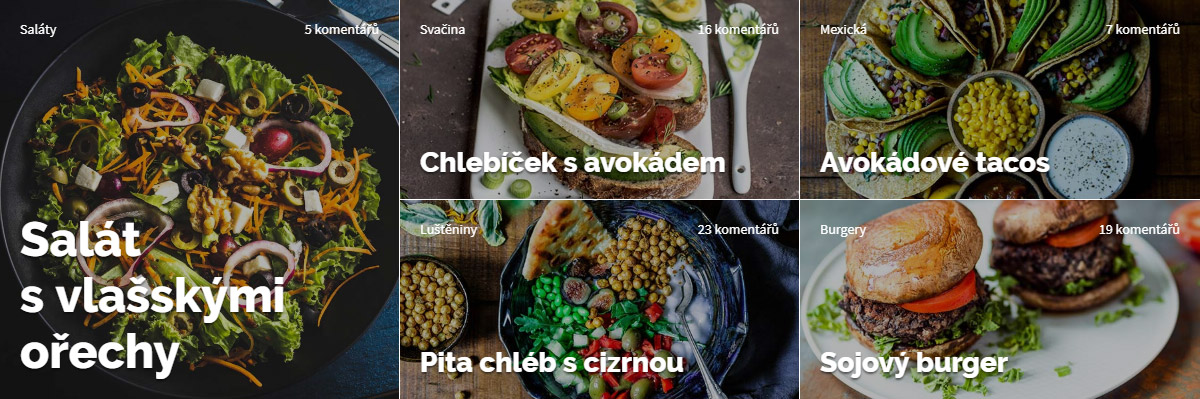 Saláty
5 komentářů
Salát
s vlašskými
ořechy
Svačina
16 komentářů
Chlebíček s avokádem
Mexická
7 komentářů
Avokádové tacos
Luštěniny
23 komentářů
Pita chléb s cizrnou
Burgery
19 komentářů
Sojový burger